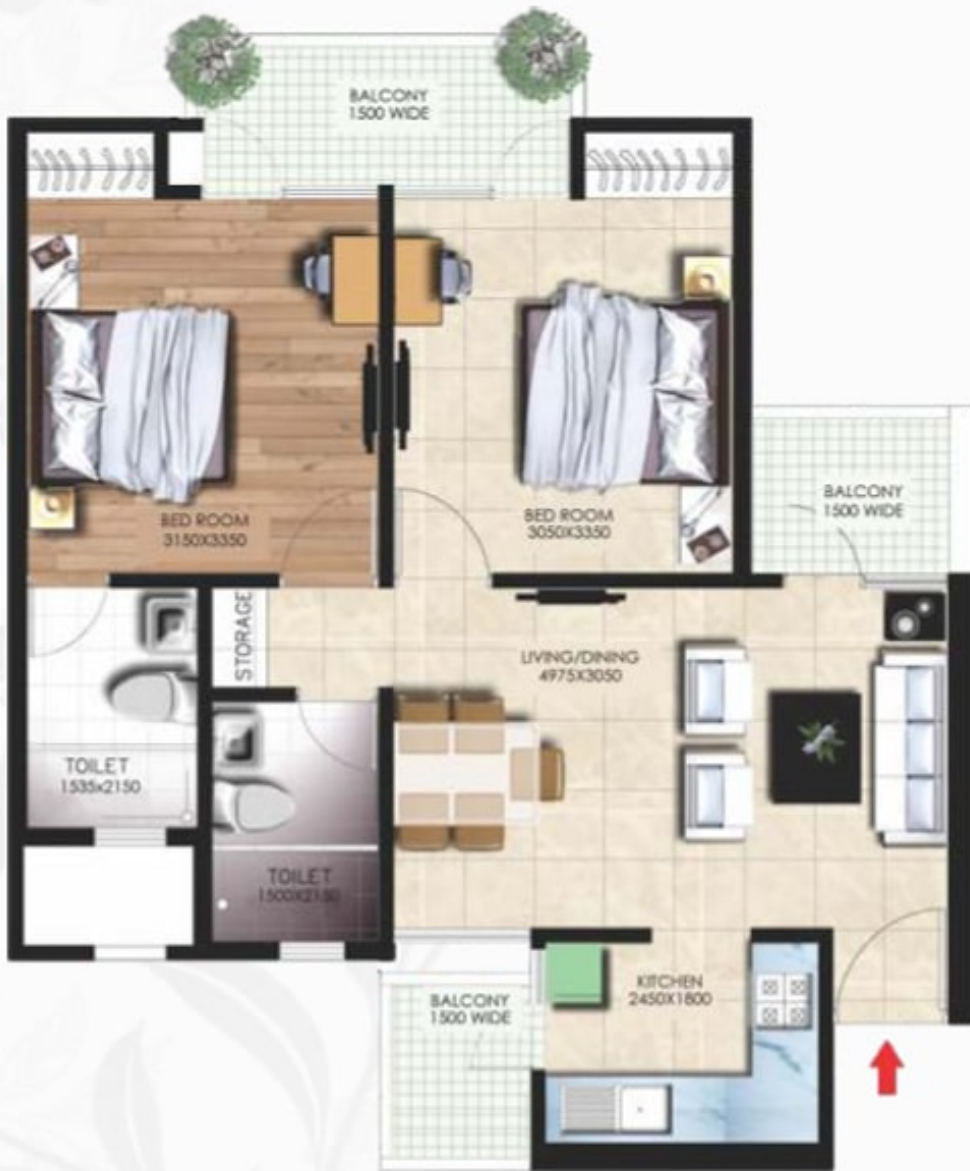 BALCONY
1500 WIDE
BED ROOM
3150X3350
BED ROOM
3050X3350
BALCONY
1500 WIDE
STORAGE
LIVING/DINING
4975X3050
TOILET
1535x2150
TOILET
1500X2150
BALCONY
1500 WIDE
KITCHEN
2450X1800